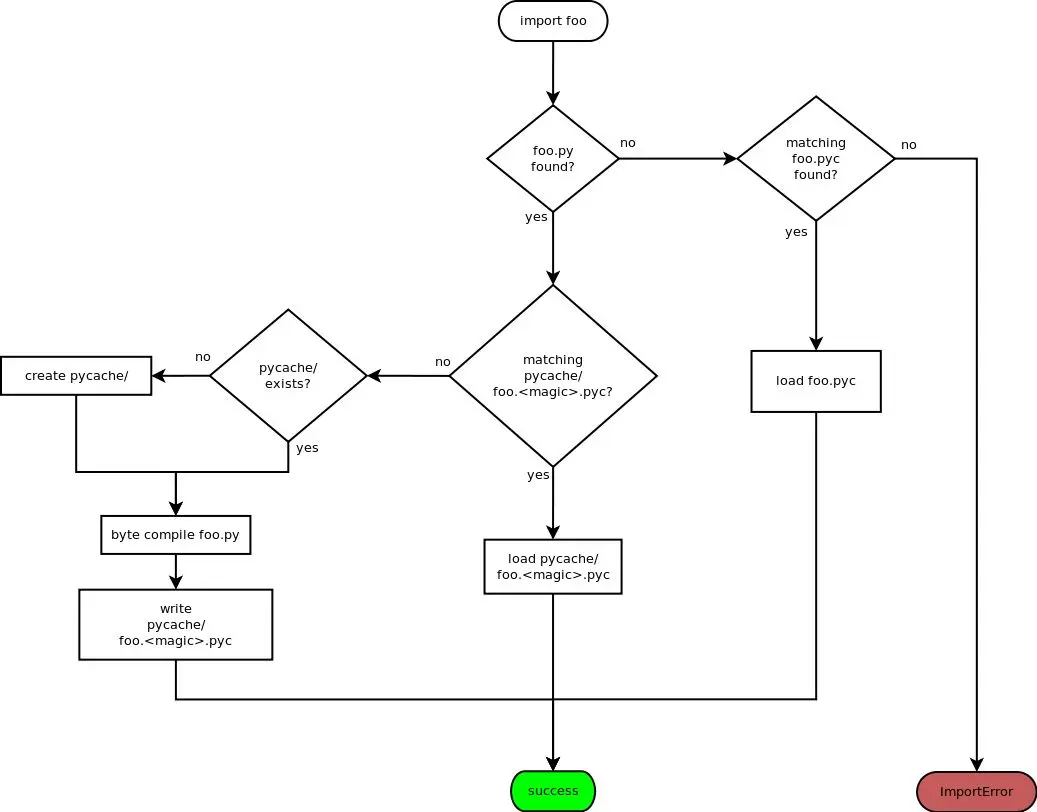 import foo
foo.py
found?
no
matching
foo.pyc
found?
no
yes
yes
matching
pycache/
foo.<magic>.pyc?
no
pycache/
exists?
no
create pycache/
load foo.pyc
yes
yes
byte compile foo.py
load pycache/
foo.<magic>.pyc
write
pycache/
foo.<magic>.pyc
success
ImportError